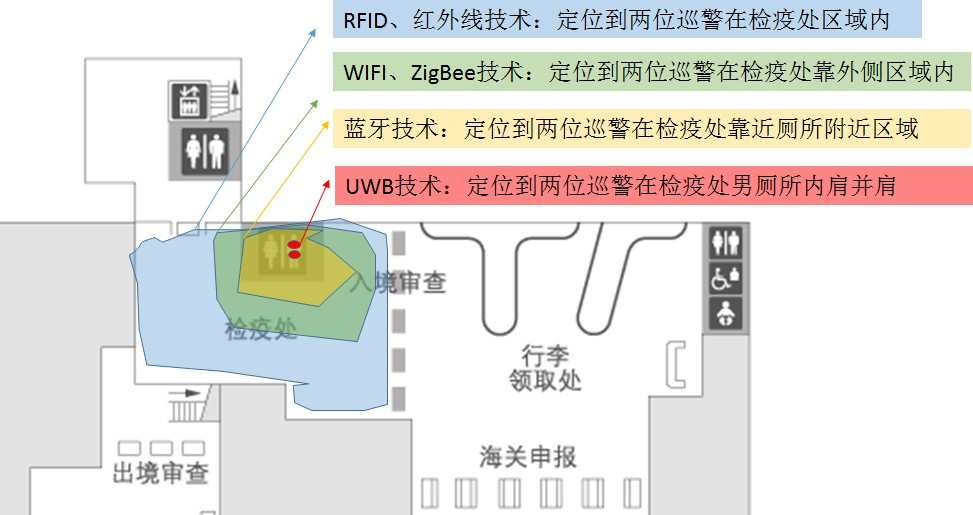 RFID、红外线技术：定位到两位巡警在检疫处区域内
WIFI、ZigBee技术：定位到两位巡警在检疫处靠外侧区域内
蓝牙技术：定位到两位巡警在检疫处靠近厕所附近区域
UWB技术：定位到两位巡警在检疫处男厕所内肩并肩
入境审查
检疫处
行李
领取处
海关申报
出境审查